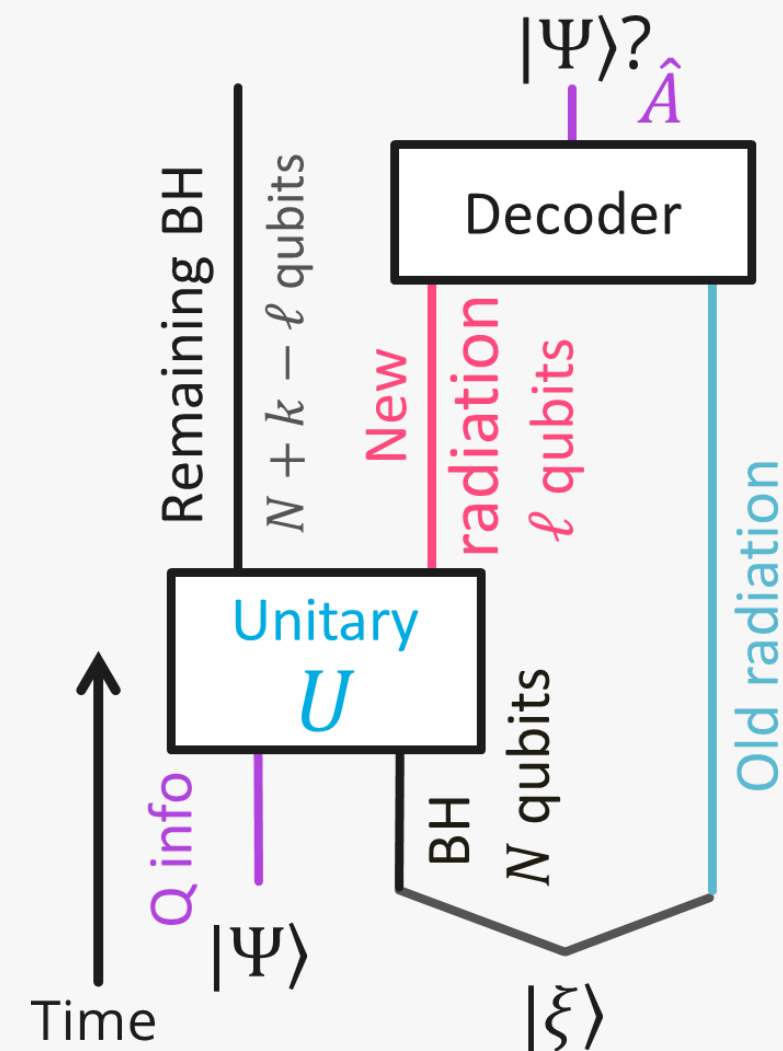 |Ψ⟩?
Â
Decoder
Remaining BH
N + k − ℓ qubits
New
radiation
ℓ qubits
Old radiation
Unitary
U
Q info
BH
N qubits
|Ψ⟩
|ξ⟩
Time